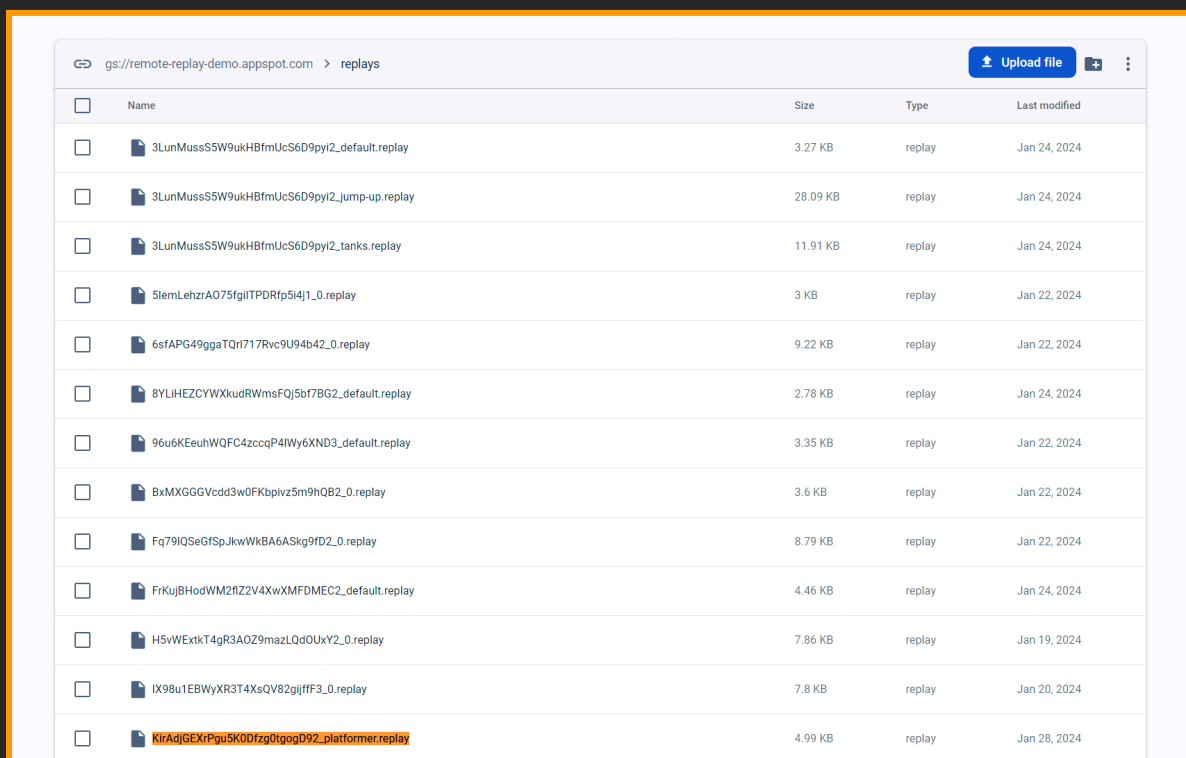 gs://remote-replay-demo.appspot.com > replays Upload file
Name Size Type Last modified
3LunMussS5W9ukHBfmUcS6D9pyi2_default.replay 3.27 KB replay Jan 24, 2024
3LunMussS5W9ukHBfmUcS6D9pyi2_jump-up.replay 28.09 KB replay Jan 24, 2024
3LunMussS5W9ukHBfmUcS6D9pyi2_tanks.replay 11.91 KB replay Jan 24, 2024
5IemLehzrAO75fgiITPDRfp5i4j1_0.replay 3 KB replay Jan 22, 2024
6sfAPG49ggaTQrI717Rvc9U94b42_0.replay 9.22 KB replay Jan 22, 2024
8YLiHEZCYWXkudRWmsFQj5bf7BG2_default.replay 2.78 KB replay Jan 24, 2024
96u6KEeuhWQFC4zccqP4IWy6XND3_default.replay 3.35 KB replay Jan 22, 2024
BxMXGGGVcdd3w0FKbpivz5m9hQB2_0.replay 3.6 KB replay Jan 22, 2024
Fq79IQSeGfSpJkwWkBA6ASkg9fD2_0.replay 8.79 KB replay Jan 22, 2024
FrKujBHodWM2flZ2V4XwXMFDMEC2_default.replay 4.46 KB replay Jan 24, 2024
H5vWExtkT4gR3AOZ9mazLQdOUxY2_0.replay 7.86 KB replay Jan 19, 2024
IX98u1EBWyXR3T4XsQV82gijffF3_0.replay 7.8 KB replay Jan 20, 2024
KirAdjGEXrPgu5K0Dfzg0tgogD92_platformer.replay 4.99 KB replay Jan 28, 2024